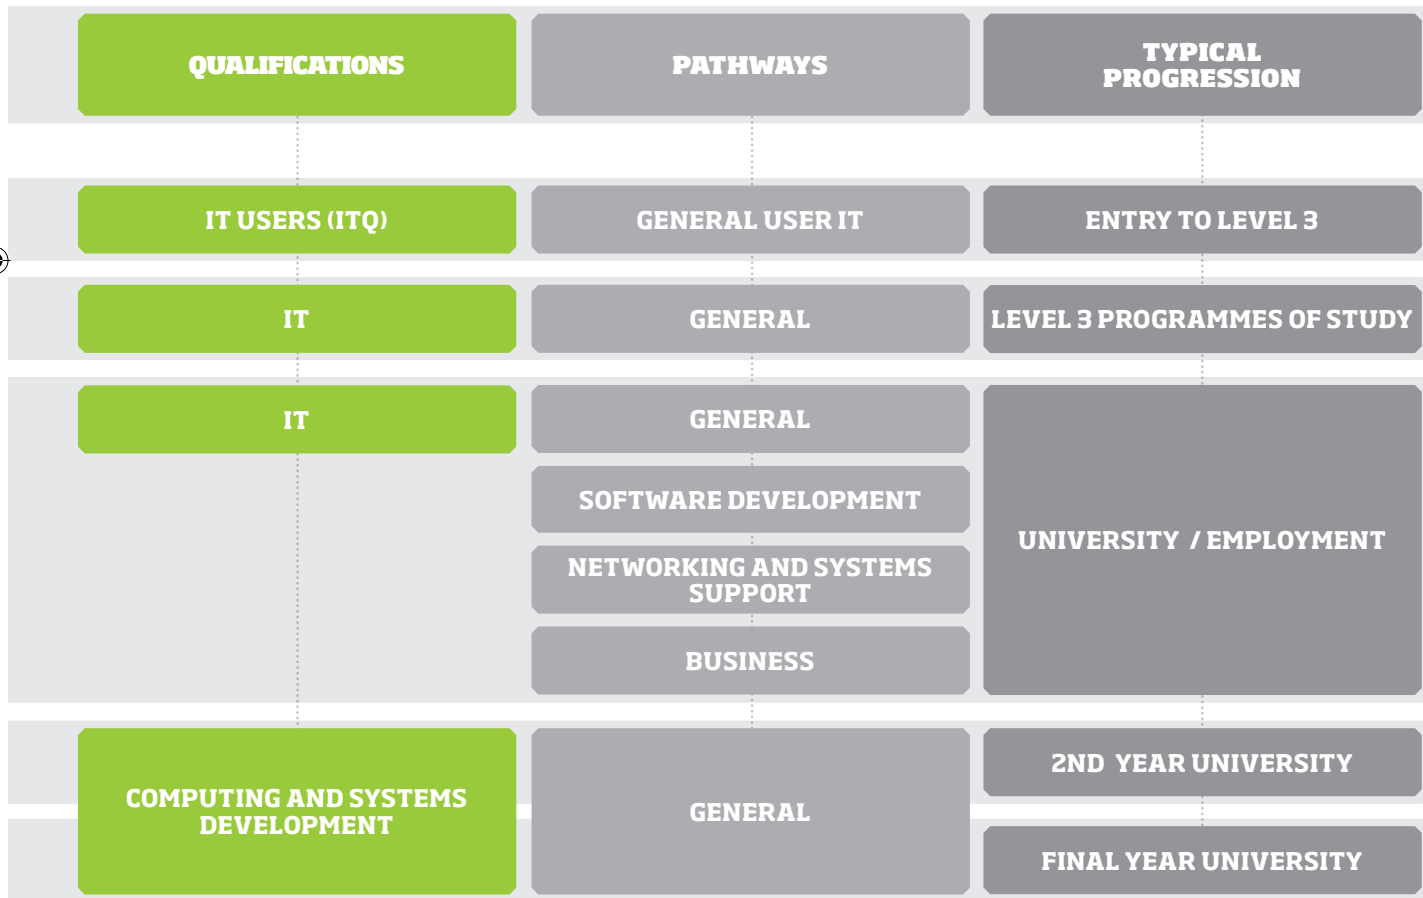 QUALIFICATIONS
PATHWAYS
TYPICAL
PROGRESSION
IT USERS (ITQ)
GENERAL USER IT
ENTRY TO LEVEL 3
IT
GENERAL
LEVEL 3 PROGRAMMES OF STUDY
IT
GENERAL
SOFTWARE DEVELOPMENT
NETWORKING AND SYSTEMS
SUPPORT
BUSINESS
UNIVERSITY / EMPLOYMENT
COMPUTING AND SYSTEMS
DEVELOPMENT
GENERAL
2ND YEAR UNIVERSITY
FINAL YEAR UNIVERSITY